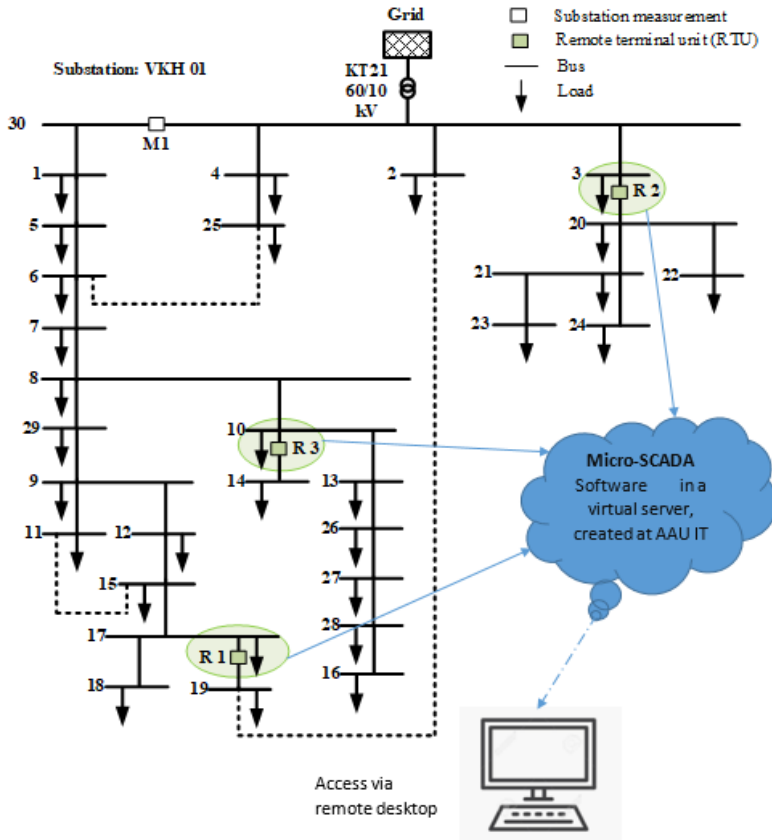 Grid
Substation measurement
Remote terminal unit (RTU)
Bus
Load
Substation: VKH 01
KT21
60/10
kV
30
M1
1
4
2
3
R 2
5
25
20
6
21
22
7
23
24
8
29
10
R 3
9
14
13
11
12
26
15
27
17
28
R 1
16
18
19
Micro-SCADA
Software in a
virtual server,
created at AAU IT
Access via
remote desktop